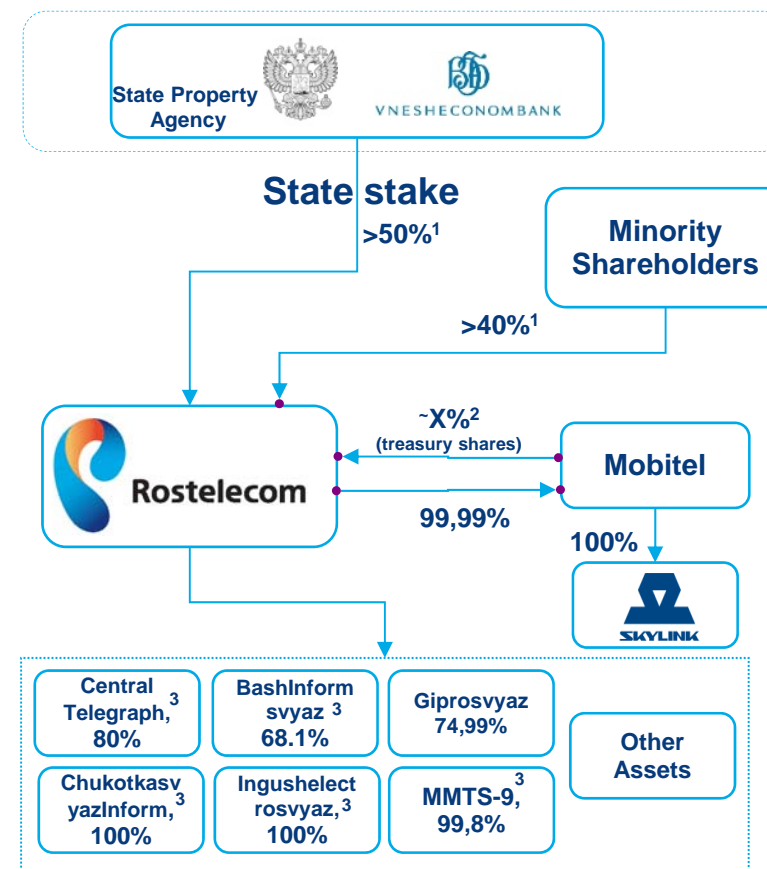 State Property
Agency
VNESHECONOMBANK
State stake
>50%¹
Minority
Shareholders
>40%¹
Rostelecom
~X%²
(treasury shares)
Mobitel
99,99%
100%
SKYLINK
Central
Telegraph,³
80%
BashInform
svyaz ³
68.1%
Giprosvyaz
74,99%
Other
Assets
Chukotkasv
yazInform,³
100%
Ingushelect
rosvyaz,³
100%
MMTS-9,³
99,8%